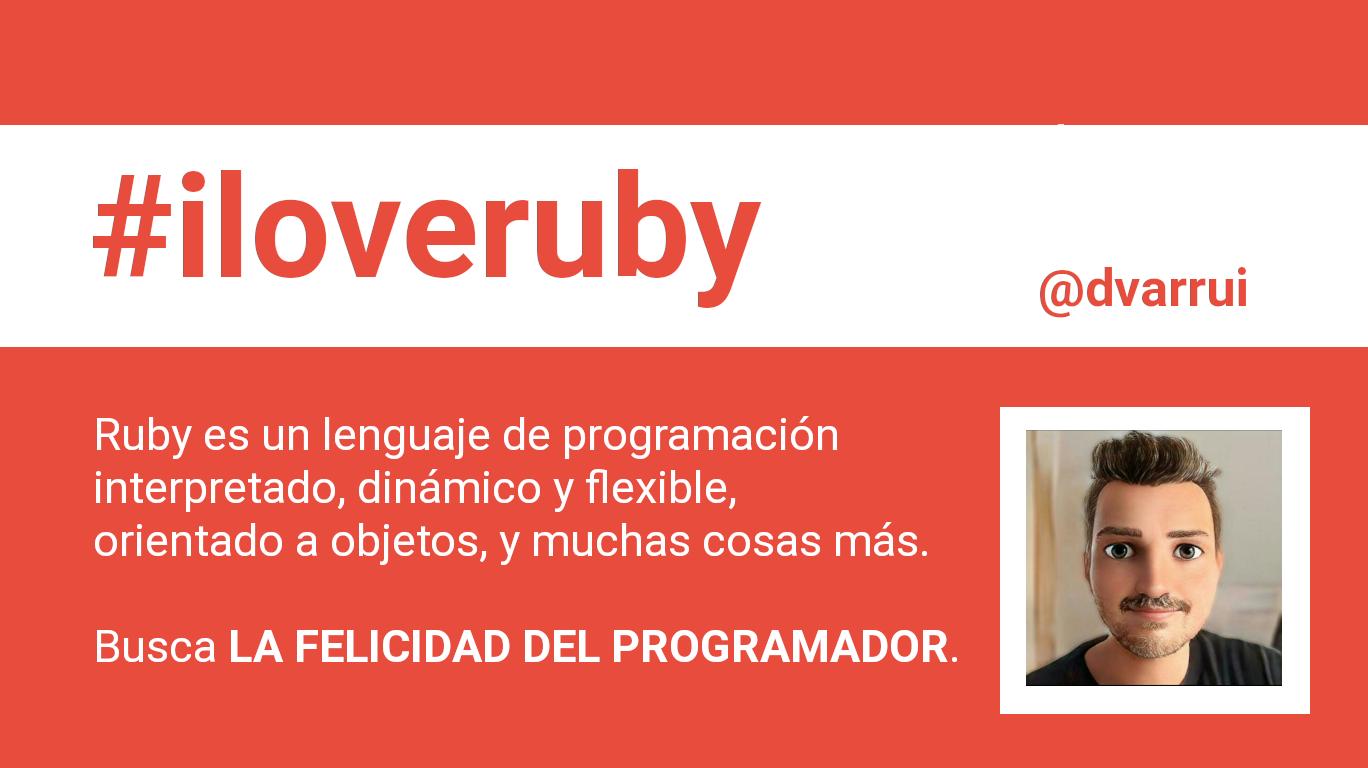 #iloveruby
@dvarrui
Ruby es un lenguaje de programación
interpretado, dinámico y flexible,
orientado a objetos, y muchas cosas más.
Busca LA FELICIDAD DEL PROGRAMADOR.